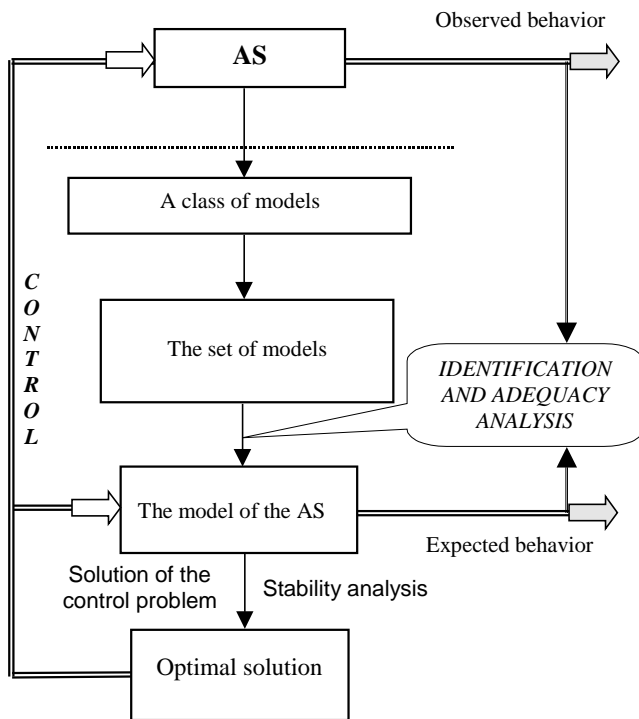 Observed behavior
AS
A class of models
CONTROL
The set of models
IDENTIFICATION
AND ADEQUACY
ANALYSIS
The model of the AS
Expected behavior
Solution of the
control problem
Stability analysis
Optimal solution